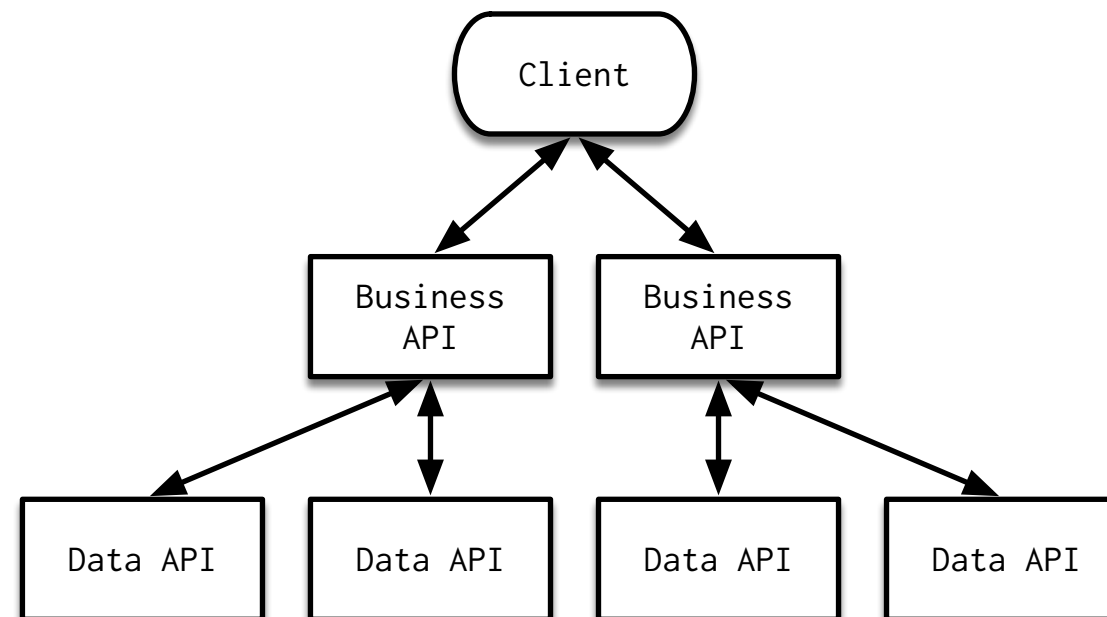 Client
Business
API
Business
API
Data API
Data API
Data API
Data API